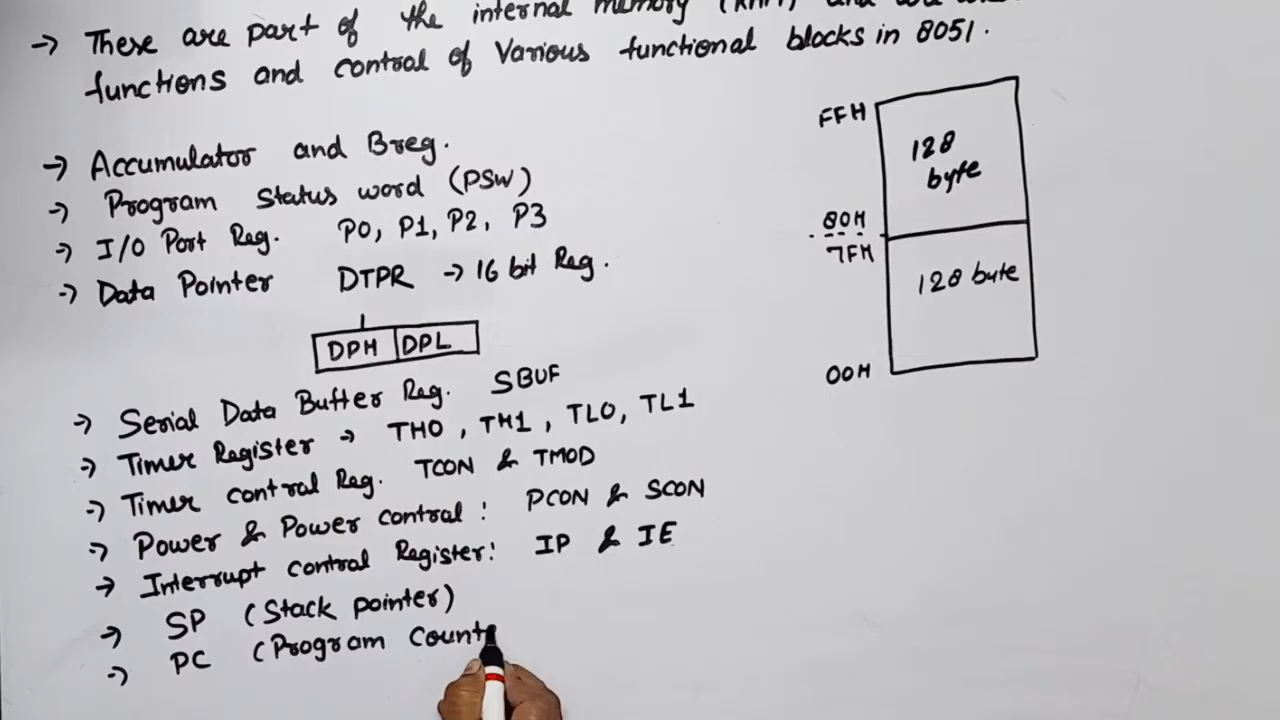 -> These are part of the internal memory (RAM) and
functions and control of Various functional blocks in 8051.
-> Accumulator and Breg.
-> Program Status word (PSW)
-> I/O Port Reg. P0, P1, P2, P3
-> Data Pointer DTPR -> 16 bit Reg.
DPH DPL
-> Serial Data Buffer Reg. SBUF
-> Timer Register -> TH0, TH1, TL0, TL1
-> Timer control Reg. TCON & TMOD
-> Power & Power control: PCON & SCON
-> Interrupt control Register: IP & IE
-> SP (Stack pointer)
-> PC (Program Count
FFH
128
byte
80H
7FH
128 byte
00H